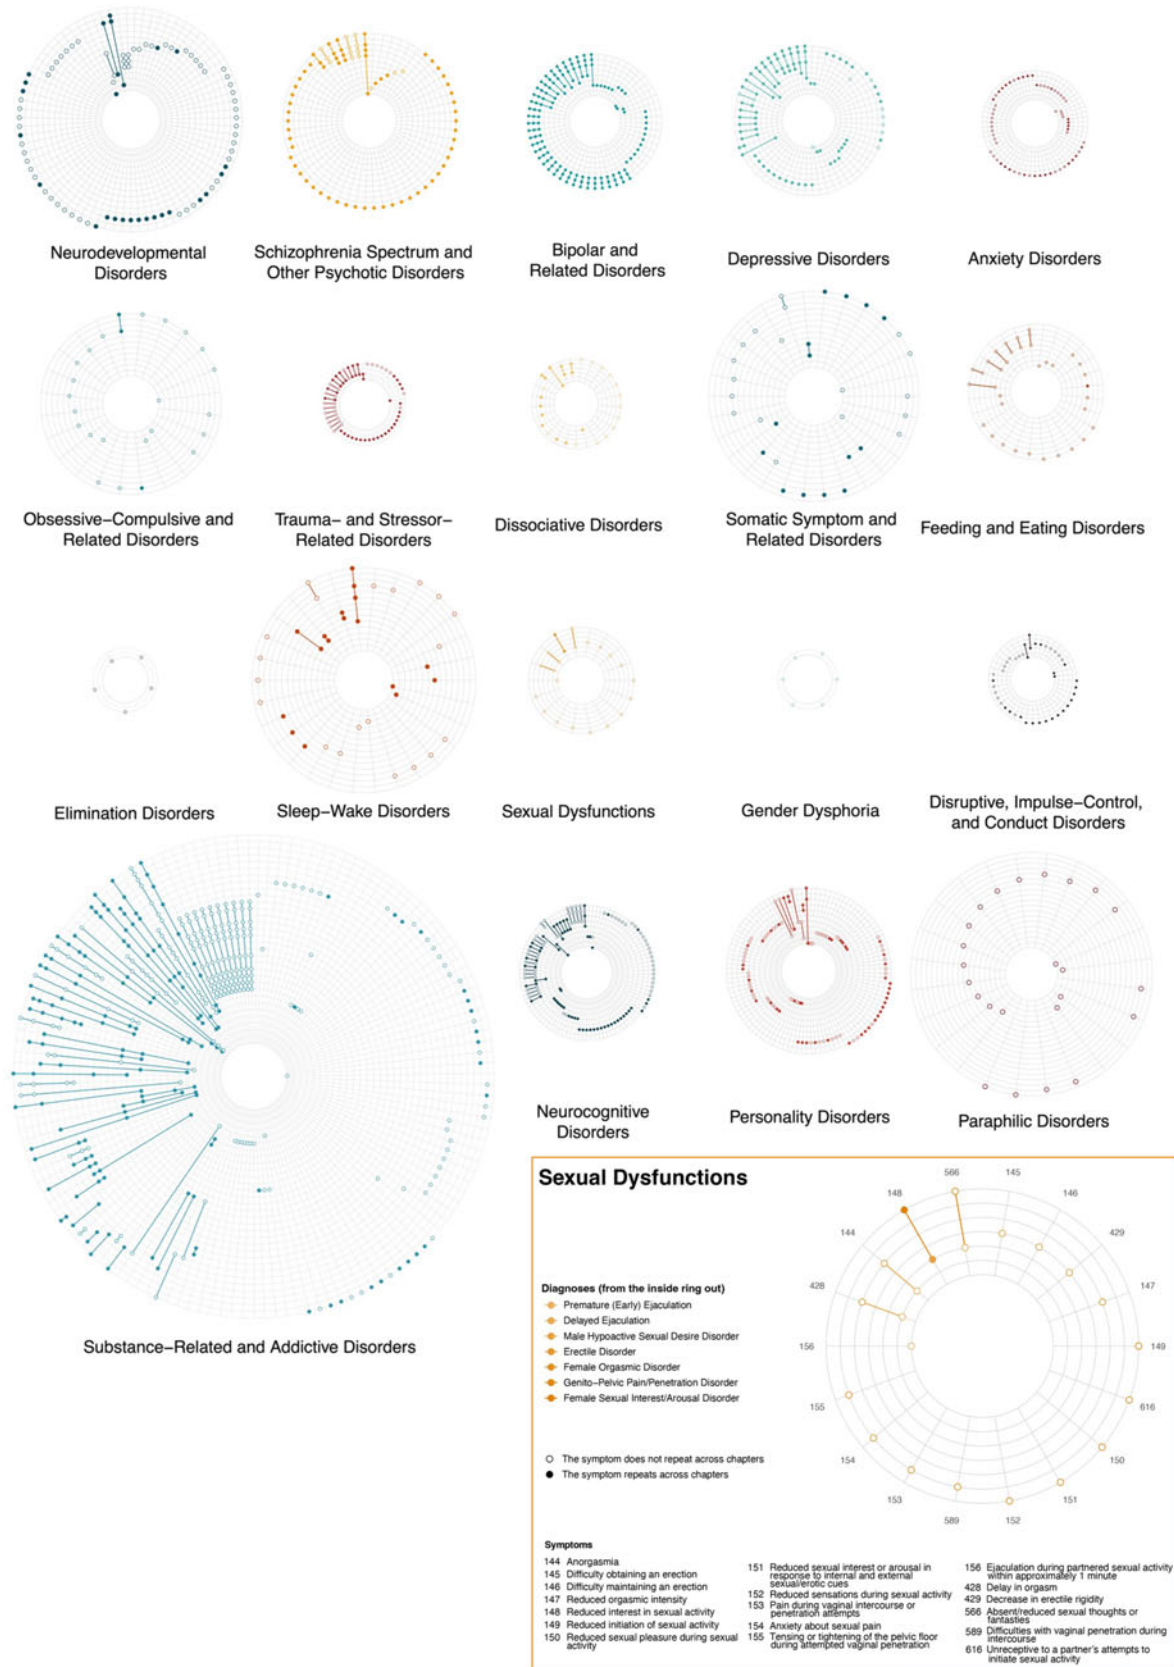 Neurodevelopmental
Disorders
Schizophrenia Spectrum and
Other Psychotic Disorders
Bipolar and
Related Disorders
Depressive Disorders
Anxiety Disorders
Obsessive–Compulsive and
Related Disorders
Trauma– and Stressor–
Related Disorders
Dissociative Disorders
Somatic Symptom and
Related Disorders
Feeding and Eating Disorders
Elimination Disorders
Sleep–Wake Disorders
Sexual Dysfunctions
Gender Dysphoria
Disruptive, Impulse–Control,
and Conduct Disorders
Substance–Related and Addictive Disorders
Neurocognitive
Disorders
Personality Disorders
Paraphilic Disorders
Sexual Dysfunctions
566
145
148
146
144
429
428
147
156
149
155
616
154
150
153
151
589
152
Diagnoses (from the inside ring out)
Premature (Early) Ejaculation
Delayed Ejaculation
Male Hypoactive Sexual Desire Disorder
Erectile Disorder
Female Orgasmic Disorder
Genito–Pelvic Pain/Penetration Disorder
Female Sexual Interest/Arousal Disorder
The symptom does not repeat across chapters
The symptom repeats across chapters
Symptoms
144 Anorgasmia
145 Difficulty obtaining an erection
146 Difficulty maintaining an erection
147 Reduced orgasmic intensity
148 Reduced interest in sexual activity
149 Reduced initiation of sexual activity
150 Reduced sexual pleasure during sexual
activity
151 Reduced sexual interest or arousal in
response to internal and external
sexual/erotic cues
152 Reduced sensations during sexual activity
153 Pain during vaginal intercourse or
penetration attempts
154 Anxiety about sexual pain
155 Tensing or tightening of the pelvic floor
during attempted vaginal penetration
156 Ejaculation during partnered sexual activity
within approximately 1 minute
428 Delay in orgasm
429 Decrease in erectile rigidity
566 Absent/reduced sexual thoughts or
fantasties
589 Difficulties with vaginal penetration during
intercourse
616 Unreceptive to a partner's attempts to
initiate sexual activity